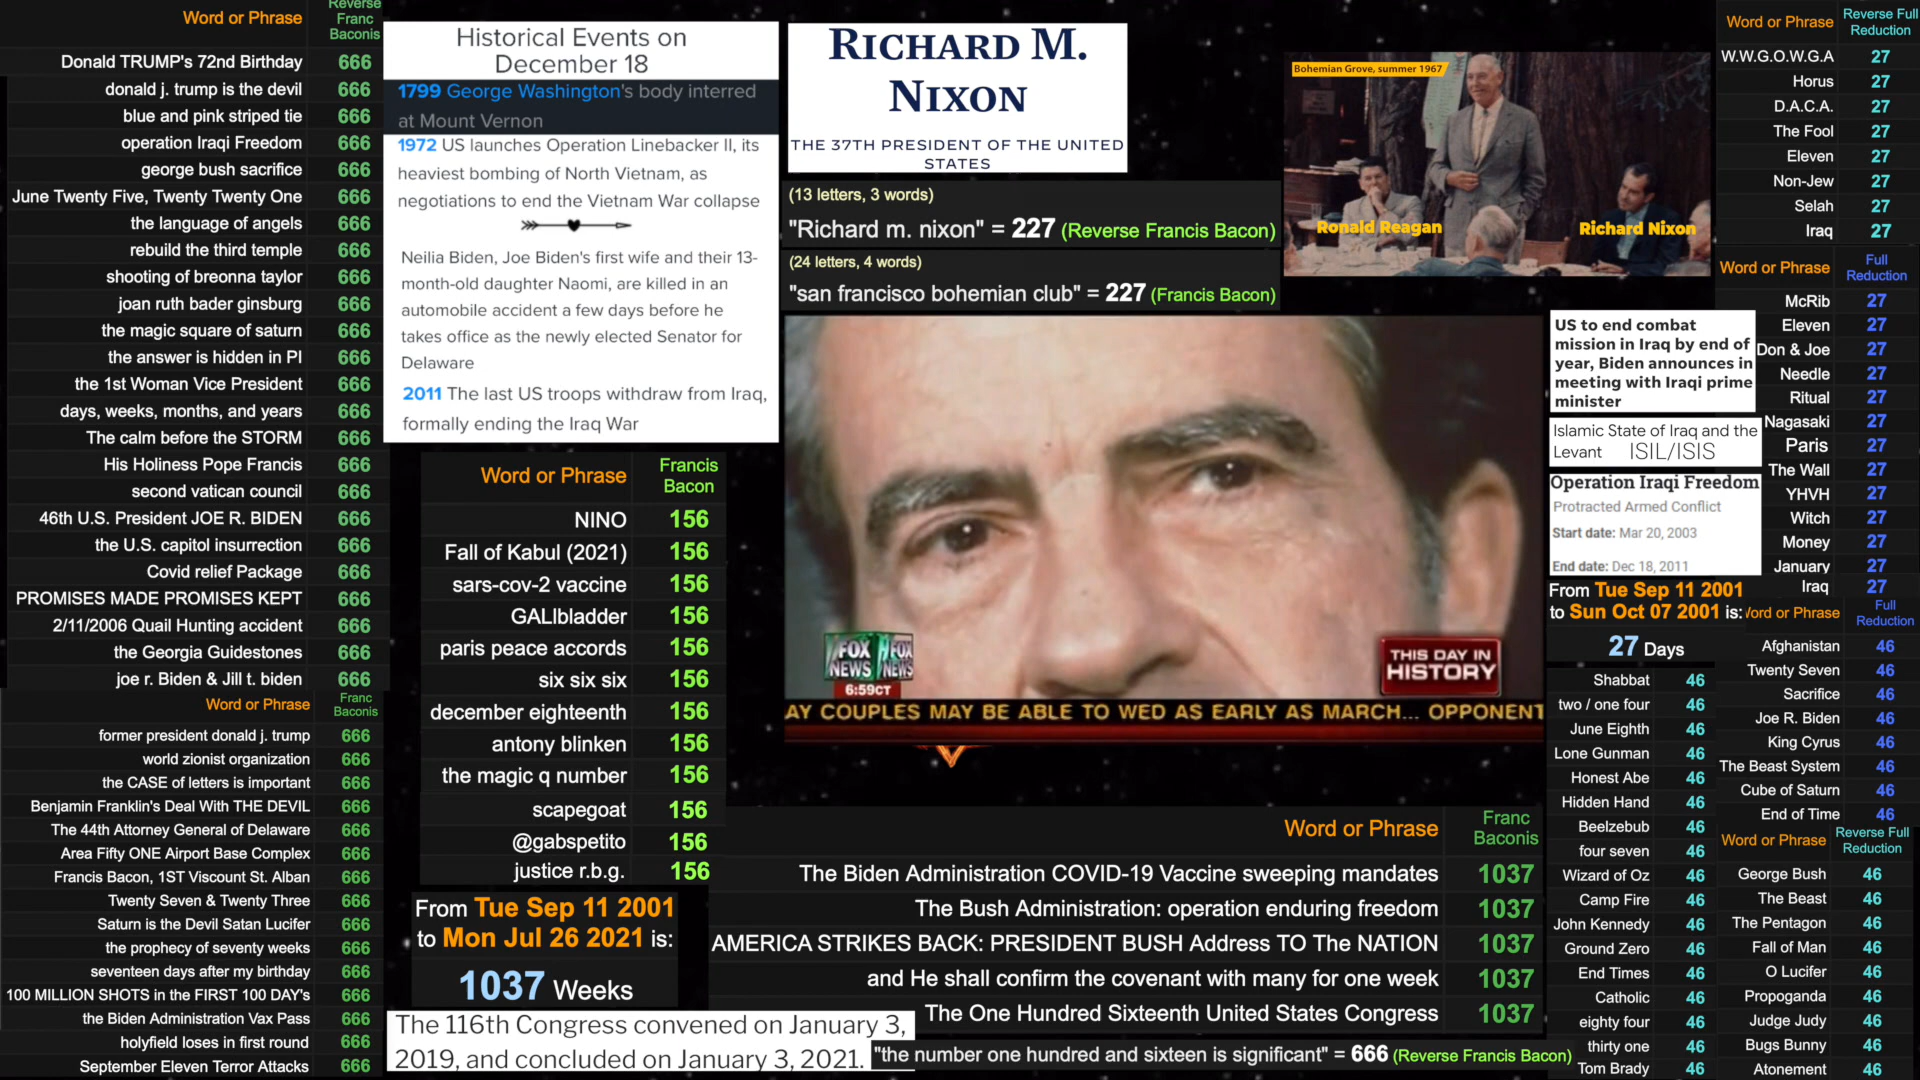 Word or Phrase
Reverse
Franc
Baconis
Donald TRUMP's 72nd Birthday 666
donald j. trump is the devil 666
blue and pink striped tie 666
operation Iraqi Freedom 666
george bush sacrifice 666
June Twenty Five, Twenty Twenty One 666
the language of angels 666
rebuild the third temple 666
shooting of breonna taylor 666
joan ruth bader ginsburg 666
the magic square of saturn 666
the answer is hidden in PI 666
the 1st Woman Vice President 666
days, weeks, months, and years 666
The calm before the STORM 666
His Holiness Pope Francis 666
second vatican council 666
46th U.S. President JOE R. BIDEN 666
the U.S. capitol insurrection 666
Covid relief Package 666
PROMISES MADE PROMISES KEPT 666
2/11/2006 Quail Hunting accident 666
the Georgia Guidestones 666
joe r. Biden & Jill t. biden 666
Word or Phrase
Franc
Baconis
former president donald j. trump 666
world zionist organization 666
the CASE of letters is important 666
Benjamin Franklin's Deal With THE DEVIL 666
The 44th Attorney General of Delaware 666
Area Fifty ONE Airport Base Complex 666
Francis Bacon, 1ST Viscount St. Alban 666
Twenty Seven & Twenty Three 666
Saturn is the Devil Satan Lucifer 666
the prophecy of seventy weeks 666
seventeen days after my birthday 666
100 MILLION SHOTS in the FIRST 100 DAY's 666
the Biden Administration Vax Pass 666
holyfield loses in first round 666
September Eleven Terror Attacks 666
Historical Events on
December 18
1799 George Washington's body interred
at Mount Vernon
1972 US launches Operation Linebacker II, its
heaviest bombing of North Vietnam, as
negotiations to end the Vietnam War collapse
Neilia Biden, Joe Biden's first wife and their 13-
month-old daughter Naomi, are killed in an
automobile accident a few days before he
takes office as the newly elected Senator for
Delaware
2011 The last US troops withdraw from Iraq,
formally ending the Iraq War
Word or Phrase
Francis
Bacon
NINO 156
Fall of Kabul (2021) 156
sars-cov-2 vaccine 156
GALlbladder 156
paris peace accords 156
six six six 156
december eighteenth 156
antony blinken 156
the magic q number 156
scapegoat 156
@gabspetito 156
justice r.b.g. 156
From Tue Sep 11 2001
to Mon Jul 26 2021 is:
1037 Weeks
The 116th Congress convened on January 3,
2019, and concluded on January 3, 2021.
RICHARD M.
NIXON
THE 37TH PRESIDENT OF THE UNITED
STATES
(13 letters, 3 words)
"Richard m. nixon" = 227 (Reverse Francis Bacon)
(24 letters, 4 words)
"san francisco bohemian club" = 227 (Francis Bacon)
Bohemian Grove, summer 1967
Ronald Reagan
Richard Nixon
FOX
NEWS
FOX
NEWS
6:59CT
THIS DAY IN
HISTORY
AY COUPLES MAY BE ABLE TO WED AS EARLY AS MARCH... OPPONENT
Word or Phrase
Franc
Baconis
The Biden Administration COVID-19 Vaccine sweeping mandates 1037
The Bush Administration: operation enduring freedom 1037
AMERICA STRIKES BACK: PRESIDENT BUSH Address TO The NATION 1037
and He shall confirm the covenant with many for one week 1037
The One Hundred Sixteenth United States Congress 1037
"the number one hundred and sixteen is significant" = 666 (Reverse Francis Bacon)
US to end combat
mission in Iraq by end of
year, Biden announces in
meeting with Iraqi prime
minister
Islamic State of Iraq and the
Levant ISIL/ISIS
Operation Iraqi Freedom
Protracted Armed Conflict
Start date: Mar 20, 2003
End date: Dec 18, 2011
From Tue Sep 11 2001
to Sun Oct 07 2001 is:
27 Days
Shabbat 46
two / one four 46
June Eighth 46
Lone Gunman 46
Honest Abe 46
Hidden Hand 46
Beelzebub 46
four seven 46
Wizard of Oz 46
Camp Fire 46
John Kennedy 46
Ground Zero 46
End Times 46
Catholic 46
eighty four 46
thirty one 46
Tom Brady 46
Word or Phrase
Reverse Full
Reduction
W.W.G.O.W.G.A 27
Horus 27
D.A.C.A. 27
The Fool 27
Eleven 27
Non-Jew 27
Selah 27
Iraq 27
Word or Phrase
Full
Reduction
McRib 27
Eleven 27
Don & Joe 27
Needle 27
Ritual 27
Nagasaki 27
Paris 27
The Wall 27
YHVH 27
Witch 27
Money 27
January 27
Iraq 27
Word or Phrase
Full
Reduction
Afghanistan 46
Twenty Seven 46
Sacrifice 46
Joe R. Biden 46
King Cyrus 46
The Beast System 46
Cube of Saturn 46
End of Time 46
Word or Phrase
Reverse Full
Reduction
George Bush 46
The Beast 46
The Pentagon 46
Fall of Man 46
O Lucifer 46
Propoganda 46
Judge Judy 46
Bugs Bunny 46
Atonement 46